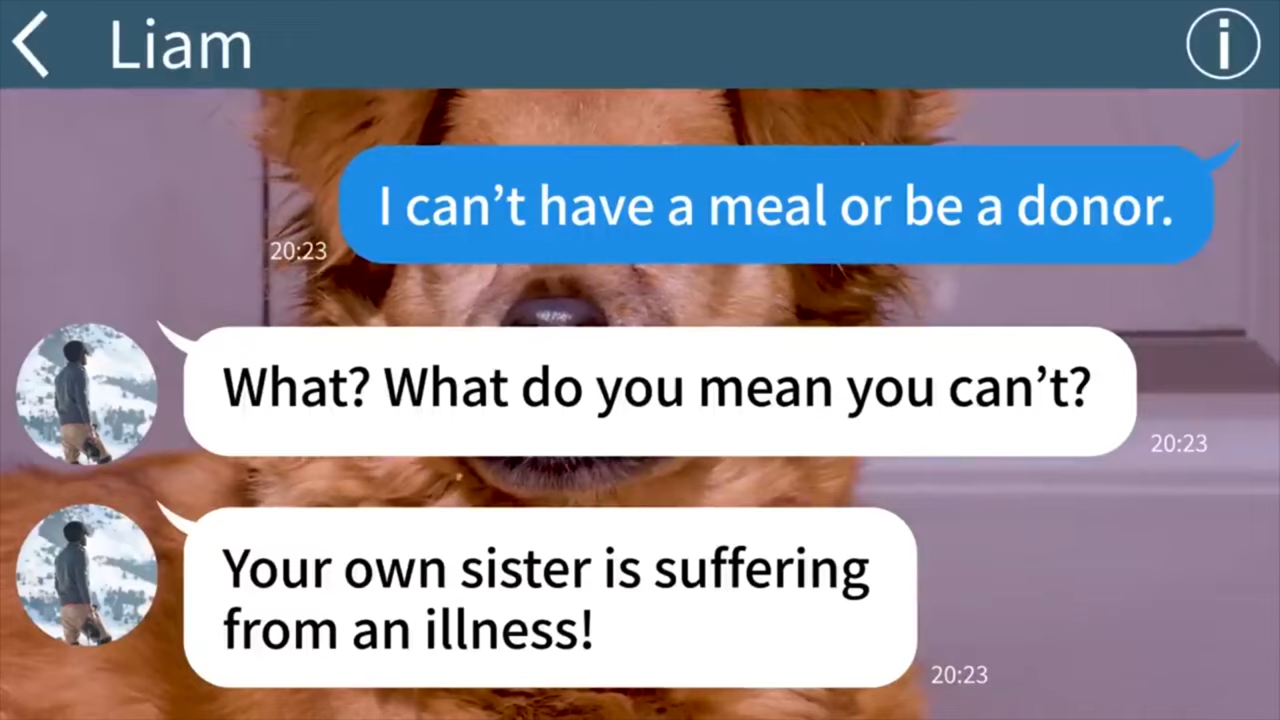 Liam
I can’t have a meal or be a donor.
20:23
What? What do you mean you can’t?
20:23
Your own sister is suffering
from an illness!
20:23